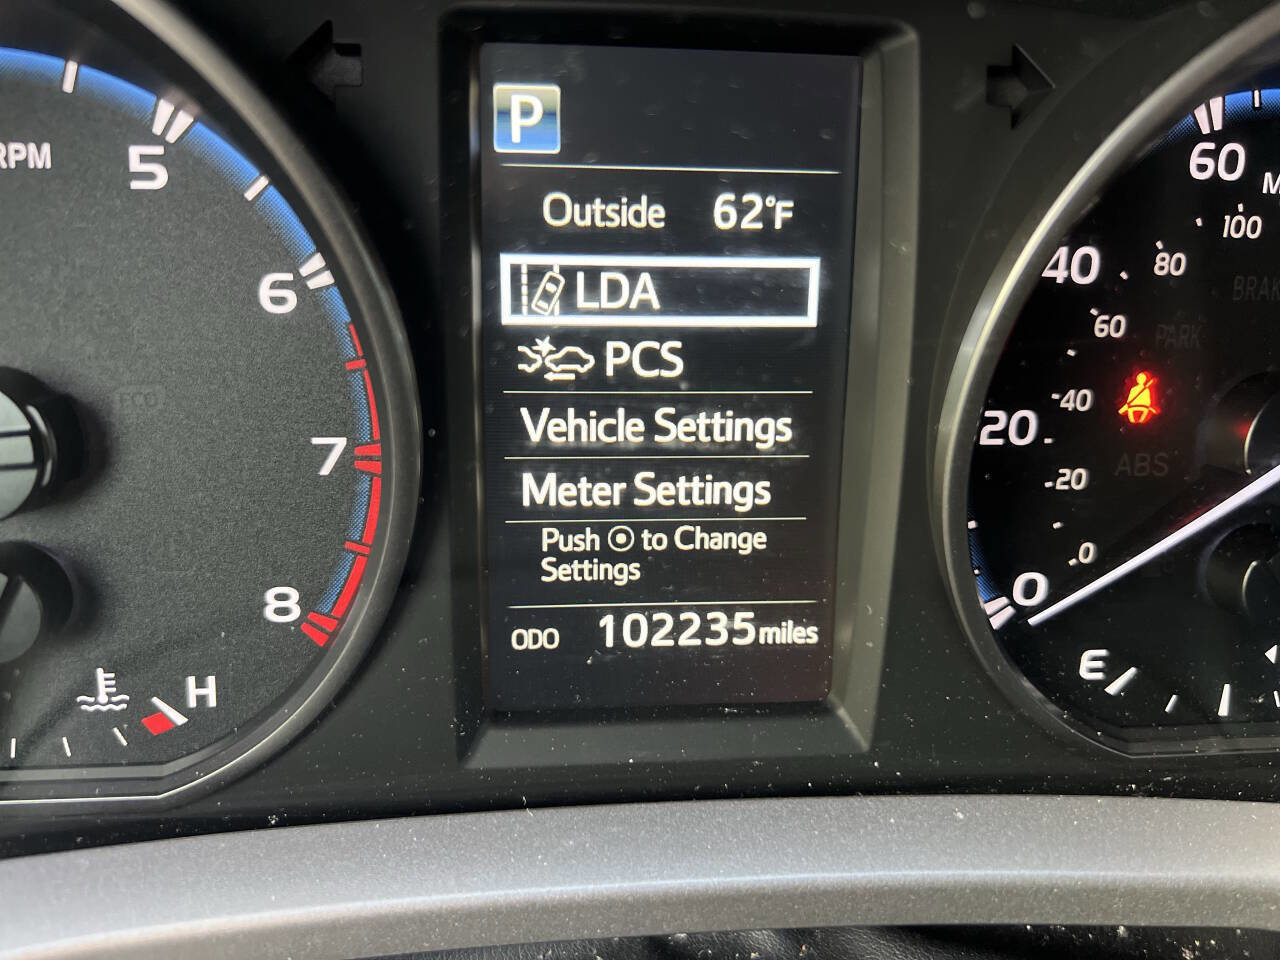 P
Outside 62°F
LDA
PCS
Vehicle Settings
Meter Settings
Push to Change
Settings
ODO 102235 miles
RPM
5
6
7
8
H
ECO
60
100
40
80
60
20
40
20
0
0
E
PARK
ABS